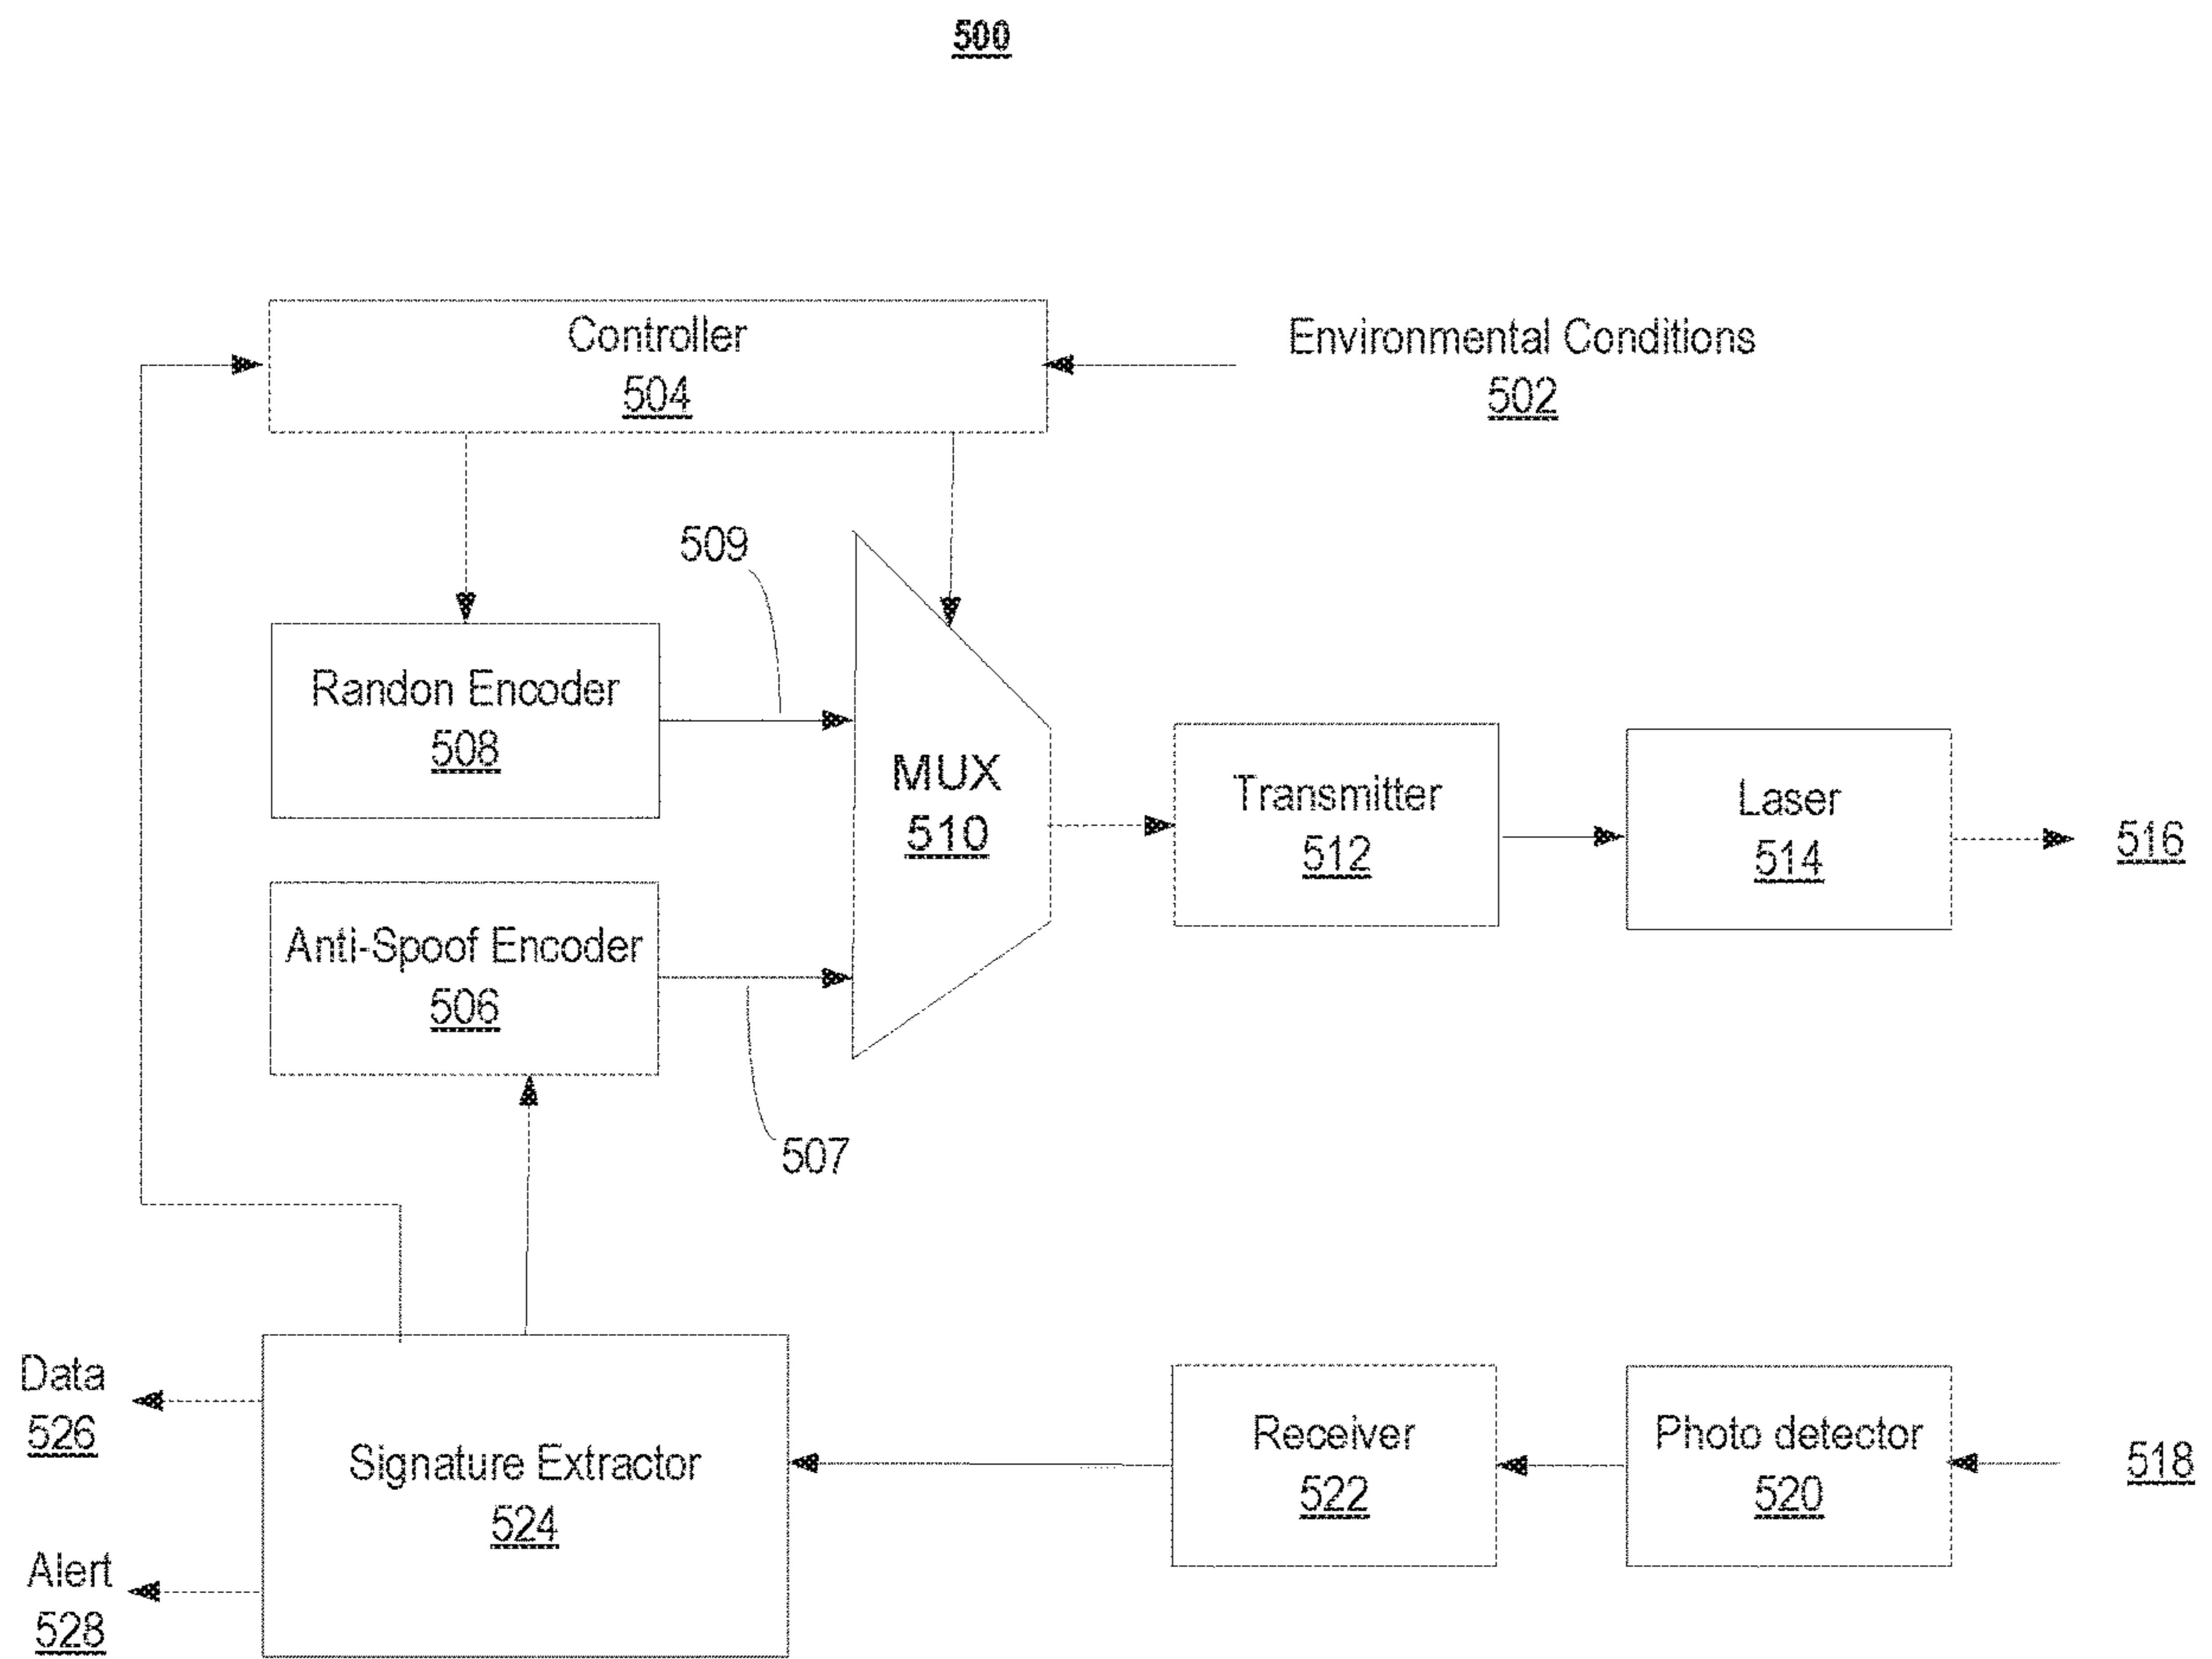 500
Controller
504
Environmental Conditions
502
509
Randon Encoder
508
MUX
510
Transmitter
512
Laser
514
516
Anti-Spoof Encoder
506
507
Data
526
Signature Extractor
524
Receiver
522
Photo detector
520
518
Alert
528